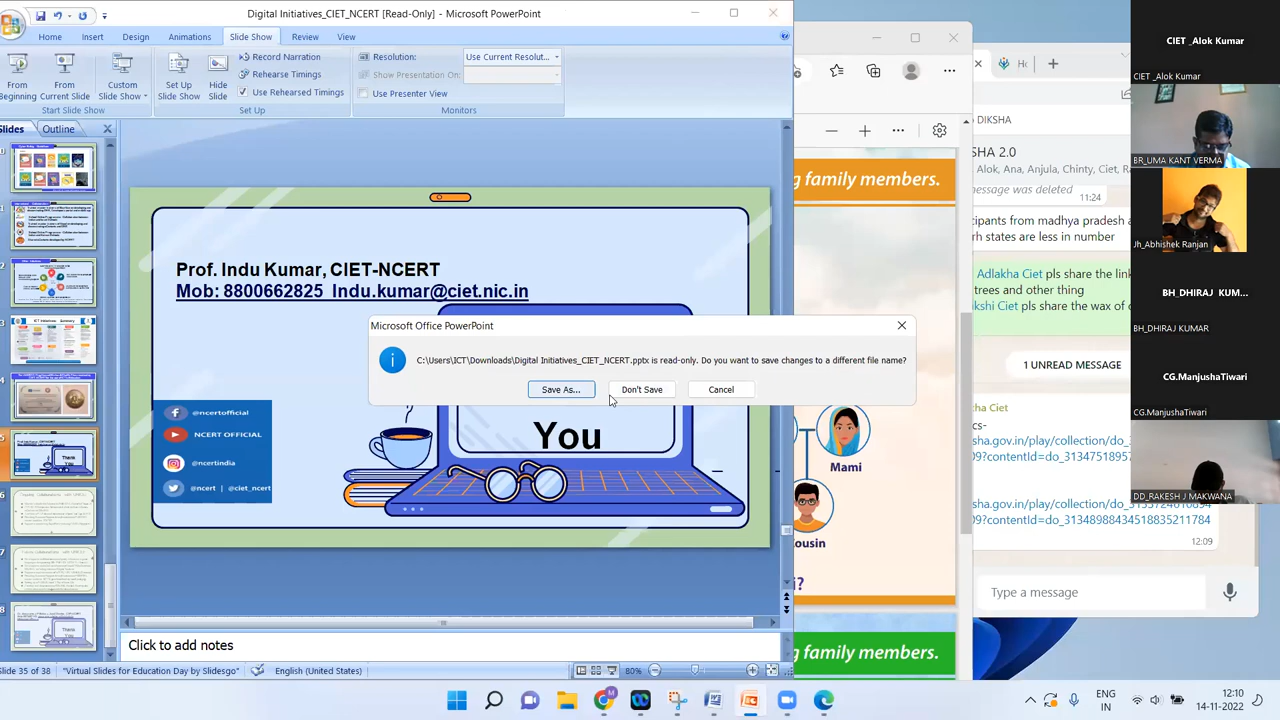 Digital Initiatives_CIET_NCERT [Read-Only] - Microsoft PowerPoint
Home
Insert
Design
Animations
Slide Show
Review
View
From Beginning
From Current Slide
Custom Slide Show
Start Slide Show
Set Up Slide Show
Hide Slide
Record Narration
Rehearse Timings
Use Rehearsed Timings
Set Up
Resolution:
Use Current Resolut...
Show Presentation On:
Use Presenter View
Monitors
Slides
Outline
Prof. Indu Kumar, CIET-NCERT
Mob: 8800662825 Indu.kumar@ciet.nic.in
Microsoft Office PowerPoint
C:\Users\ICT\Downloads\Digital Initiatives_CIET_NCERT.pptx is read-only. Do you want to save changes to a different file name?
Save As...
Don't Save
Cancel
You
@ncertofficial
NCERT OFFICIAL
@ncertindia
@ncert | @ciet_ncert
Click to add notes
Slide 35 of 38
"Virtual Slides for Education Day by Slidesgo"
English (United States)
80%
g family members.
Mami
ousin
i?
g family members.
DIKSHA
SHA 2.0
Alok, Ana, Anjula, Chinty, Ciet, R
message was deleted
11:24
cipants from madhya pradesh a
rh states are less in number
Adlakha Ciet pls share the link
trees and other thing
kshi Ciet pls share the wax of
1 UNREAD MESSAGE
ha Ciet
cs-
sha.gov.in/play/collection/do_31
09?contentId=do_31347518957
09?contentId=do_31348988434518835211784
12:09
Type a message
CIET _Alok Kumar
CIET _Alok Kumar
BR_UMA KANT VERMA
Jh_Abhishek Ranjan
BH_DHIRAJ KUM...
BH_DHIRAJ KUMAR
CG.ManjushaTiwari
CG.ManjushaTiwari
DD_RAKESH J MAKWANA
ENG
IN
12:10
14-11-2022